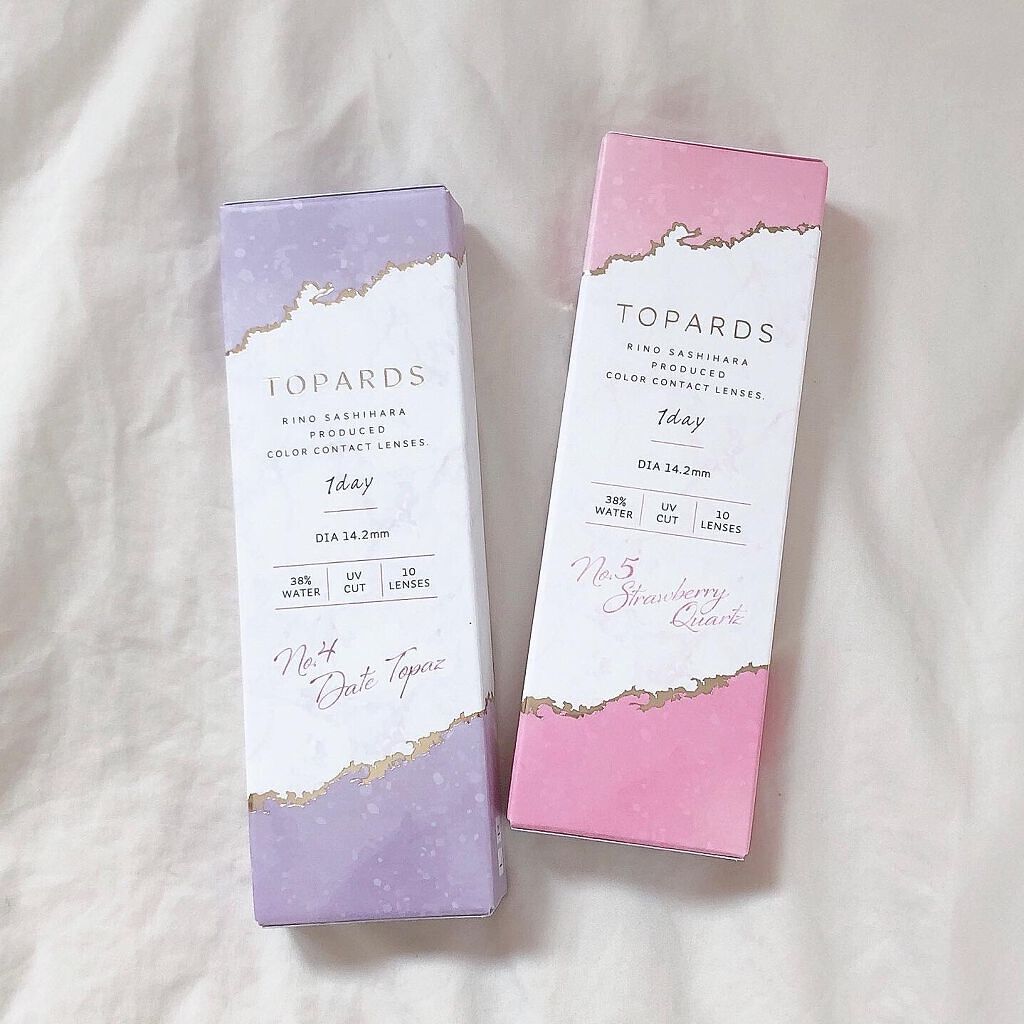 TOPARDS
RINO SASHIHARA
PRODUCED
COLOR CONTACT LENSES.
1day
DIA 14.2mm
38% WATER
UV CUT
10 LENSES
No.4
Date Topaz
TOPARDS
RINO SASHIHARA
PRODUCED
COLOR CONTACT LENSES.
1day
DIA 14.2mm
38% WATER
UV CUT
10 LENSES
No.5
Strawberry
Quartz